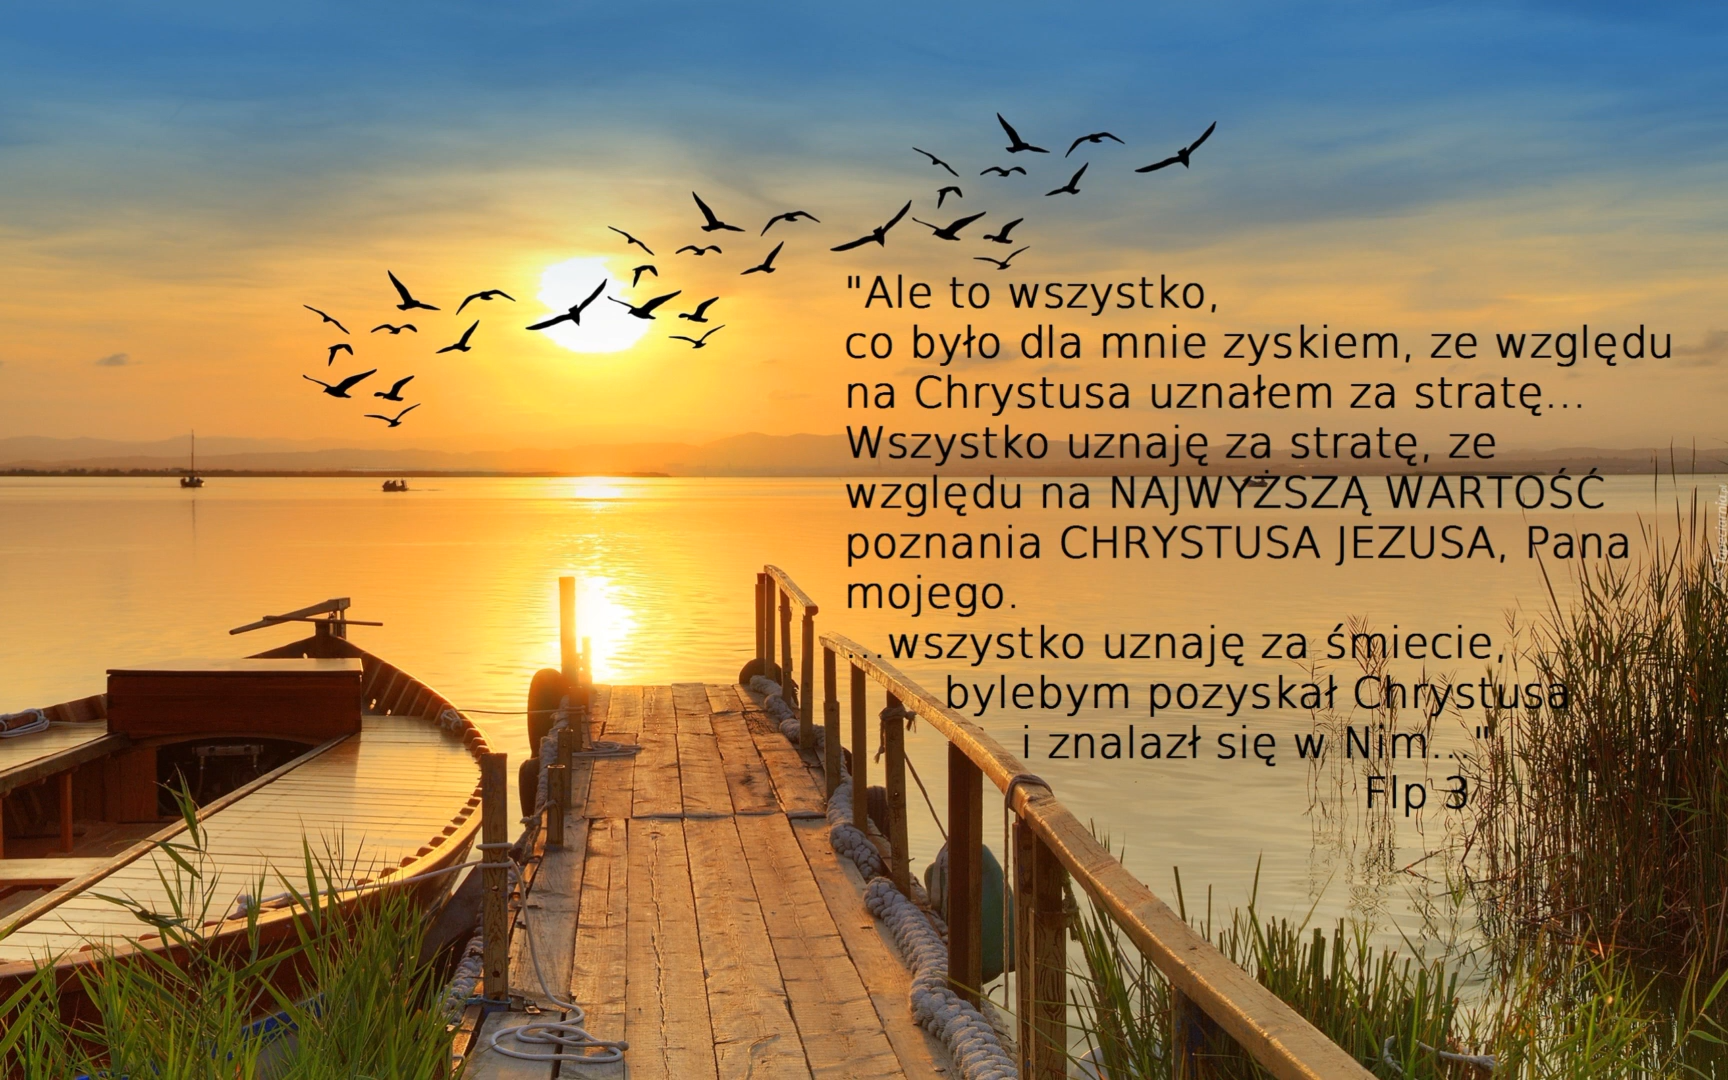 "Ale to wszystko,
co było dla mnie zyskiem, ze względu
na Chrystusa uznałem za stratę...
Wszystko uznaję za stratę, ze
względu na NAJWYŻSZĄ WARTOŚĆ
poznania CHRYSTUSA JEZUSA, Pana
mojego.
...wszystko uznaję za śmiecie,
bylebym pozyskał Chrystusa
i znalazł się w Nim..."
Flp 3